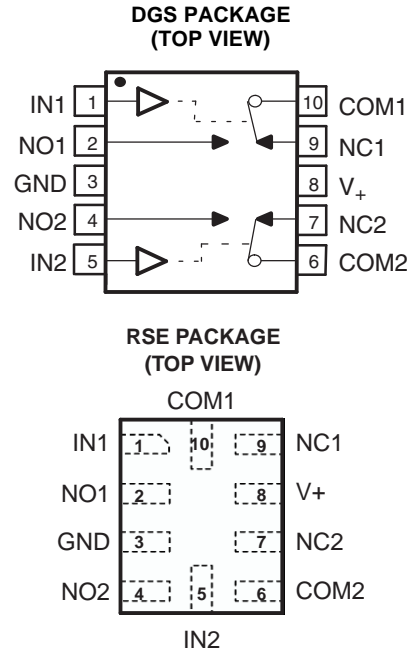 DGS PACKAGE
(TOP VIEW)
IN1 1 10 COM1
NO1 2 9 NC1
GND 3 8 V+
NO2 4 7 NC2
IN2 5 6 COM2
RSE PACKAGE
(TOP VIEW)
COM1
IN1 1 10 9 NC1
NO1 2 8 V+
GND 3 7 NC2
NO2 4 5 6 COM2
IN2